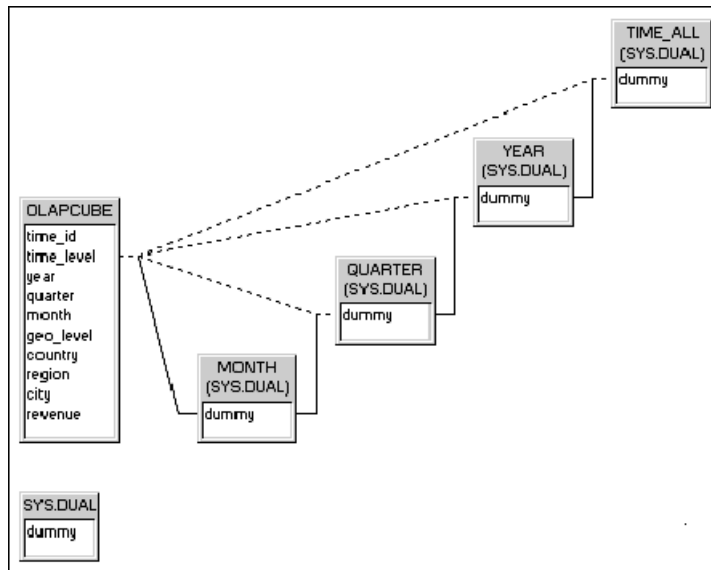 TIME_ALL
(SYS.DUAL)
dummy
YEAR
(SYS.DUAL)
dummy
OLAPCUBE
time_id
time_level
year
quarter
month
geo_level
country
region
city
revenue
QUARTER
(SYS.DUAL)
dummy
MONTH
(SYS.DUAL)
dummy
SYS.DUAL
dummy